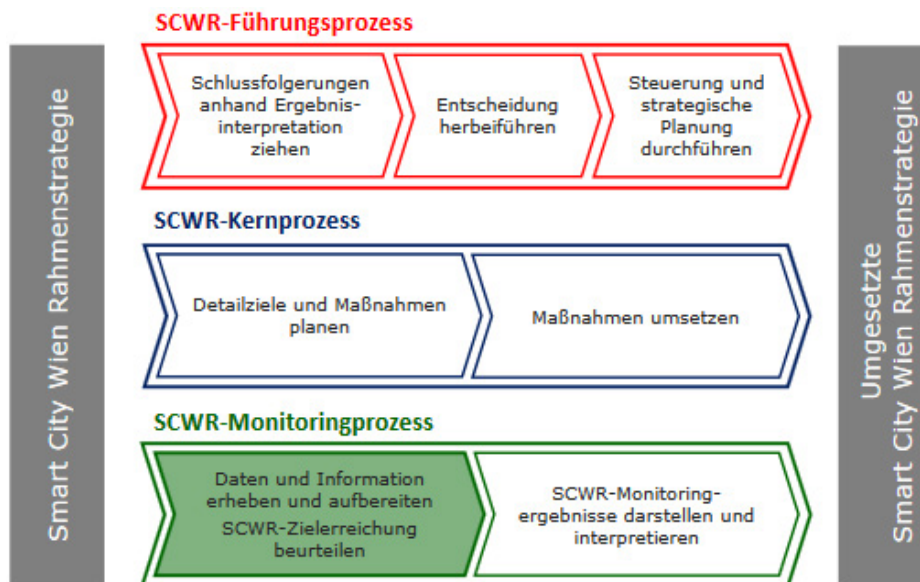 Smart City Wien Rahmenstrategie
SCWR-Führungsprozess
Schlussfolgerungen
anhand Ergebnis-
interpretation
ziehen
Entscheidung
herbeiführen
Steuerung und
strategische
Planung
durchführen
SCWR-Kernprozess
Detailziele und Maßnahmen
planen
Maßnahmen umsetzen
SCWR-Monitoringprozess
Daten und Information
erheben und aufbereiten
SCWR-Zielerreichung
beurteilen
SCWR-Monitoring-
ergebnisse darstellen und
interpretieren
Umgesetzte
Smart City Wien Rahmenstrategie